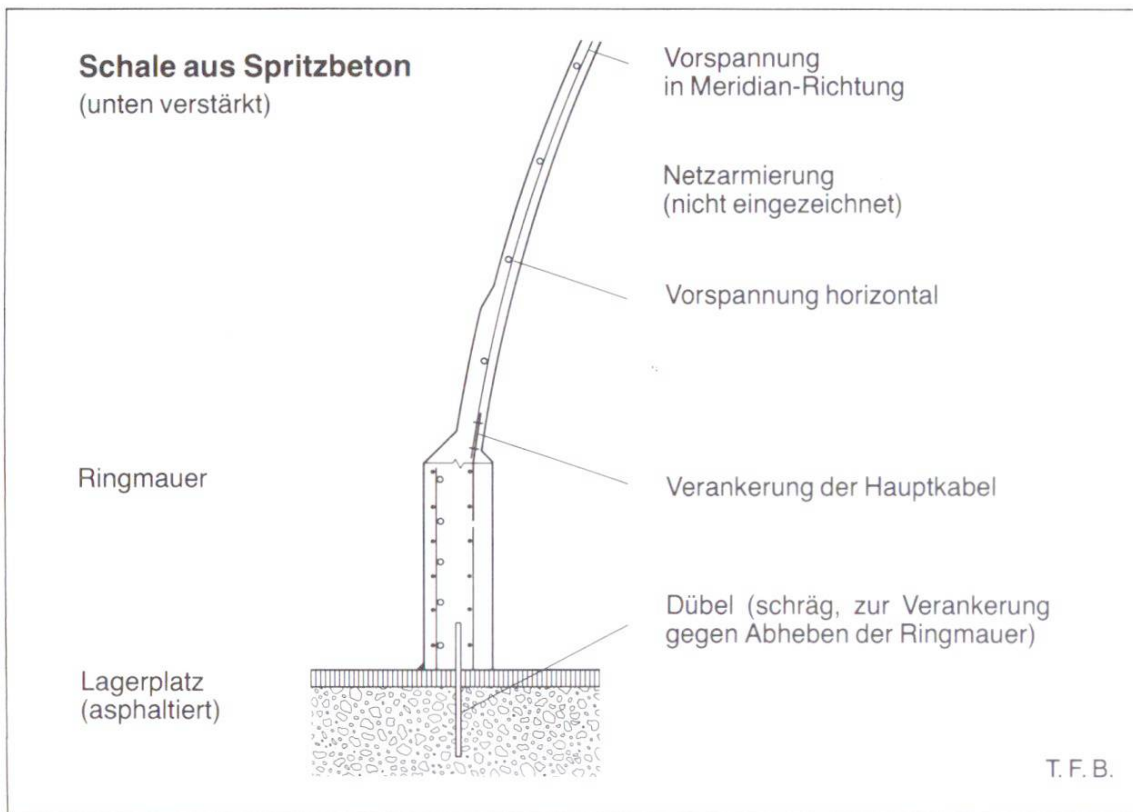 Schale aus Spritzbeton
(unten verstärkt)
Vorspannung
in Meridian-Richtung
Netzarmierung
(nicht eingezeichnet)
Vorspannung horizontal
Ringmauer
Verankerung der Hauptkabel
Dübel (schräg, zur Verankerung
gegen Abheben der Ringmauer)
Lagerplatz
(asphaltiert)
T. F. B.